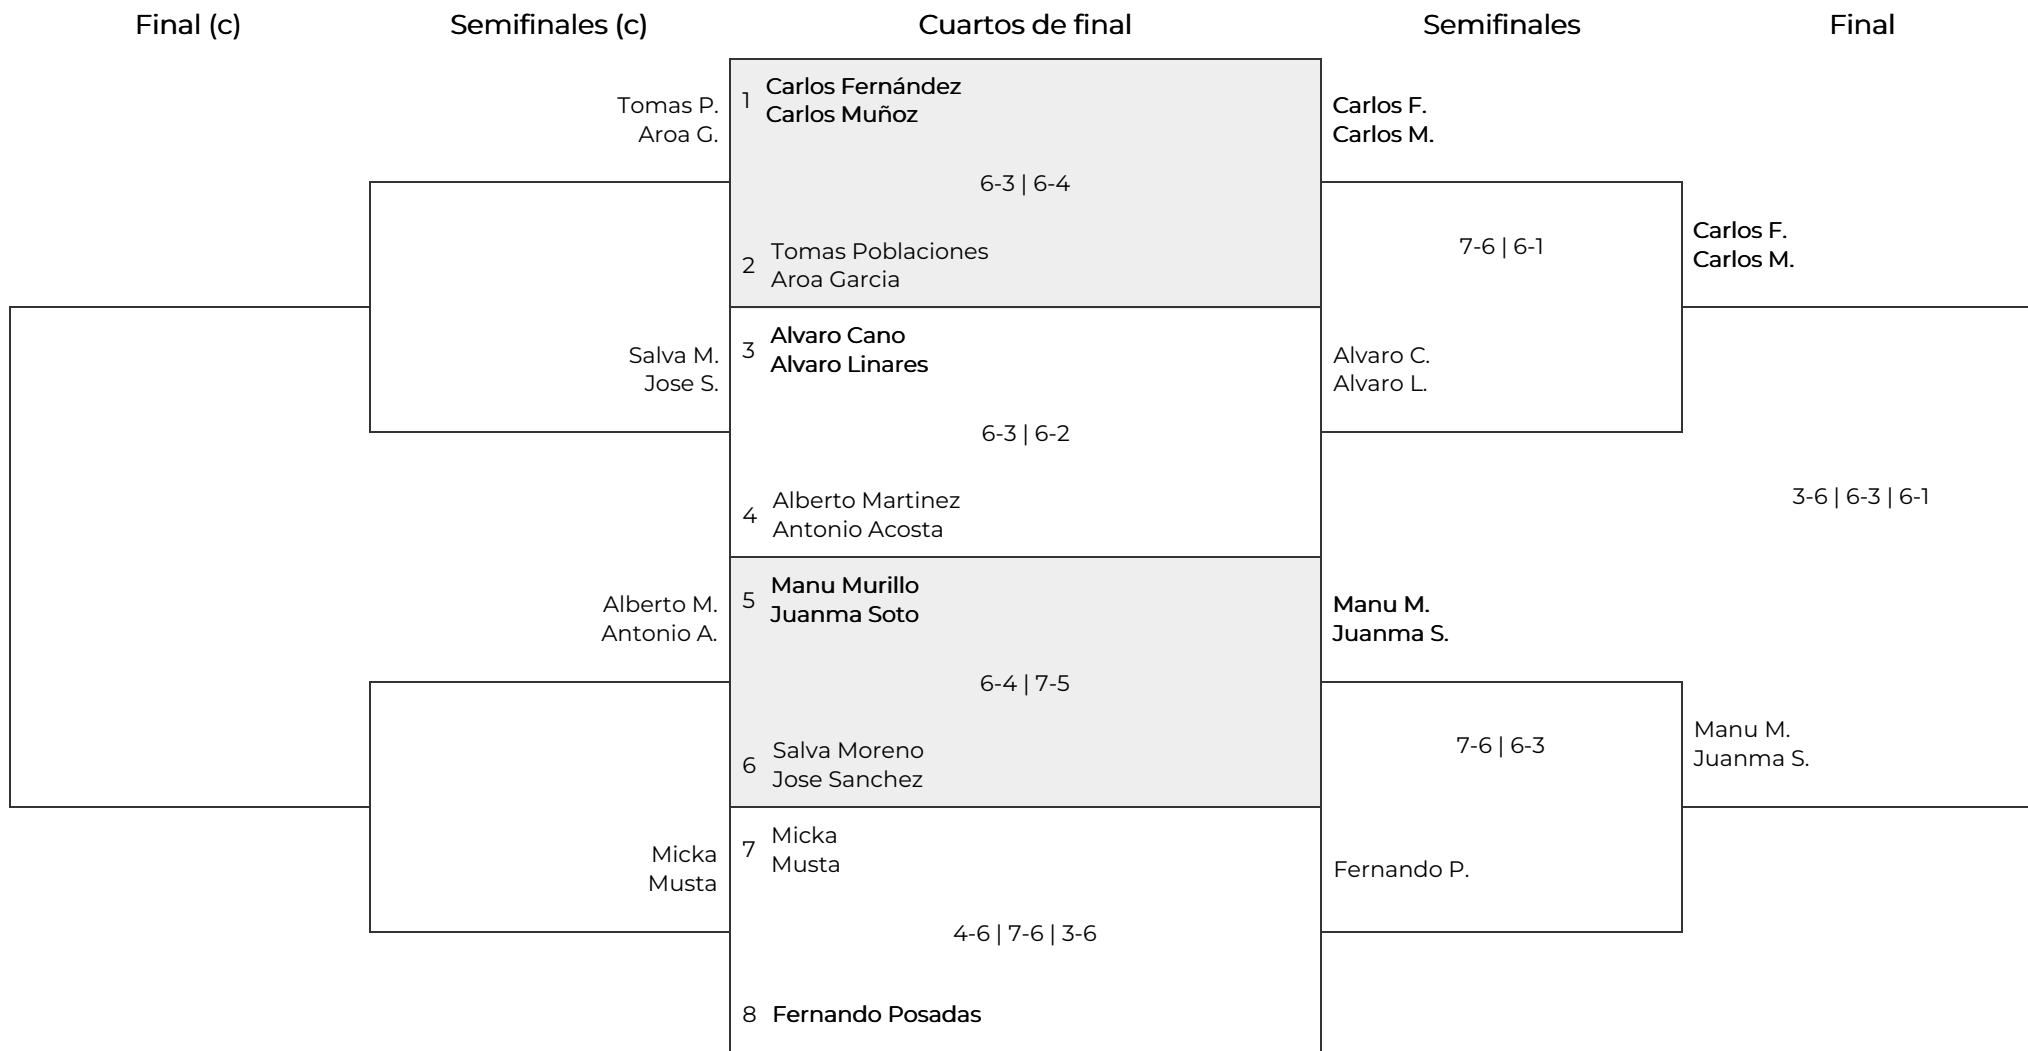 Final (c)
Semifinales (c)
Cuartos de final
Semifinales
Final
Tomas P.
Aroa G.
Salva M.
Jose S.
Alberto M.
Antonio A.
Micka
Musta
1
Carlos Fernández
Carlos Muñoz
6-3 | 6-4
2
Tomas Poblaciones
Aroa Garcia
3
Alvaro Cano
Alvaro Linares
6-3 | 6-2
4
Alberto Martinez
Antonio Acosta
5
Manu Murillo
Juanma Soto
6-4 | 7-5
6
Salva Moreno
Jose Sanchez
7
Micka
Musta
4-6 | 7-6 | 3-6
8 Fernando Posadas
Carlos F.
Carlos M.
7-6 | 6-1
Alvaro C.
Alvaro L.
Manu M.
Juanma S.
7-6 | 6-3
Fernando P.
Carlos F.
Carlos M.
3-6 | 6-3 | 6-1
Manu M.
Juanma S.